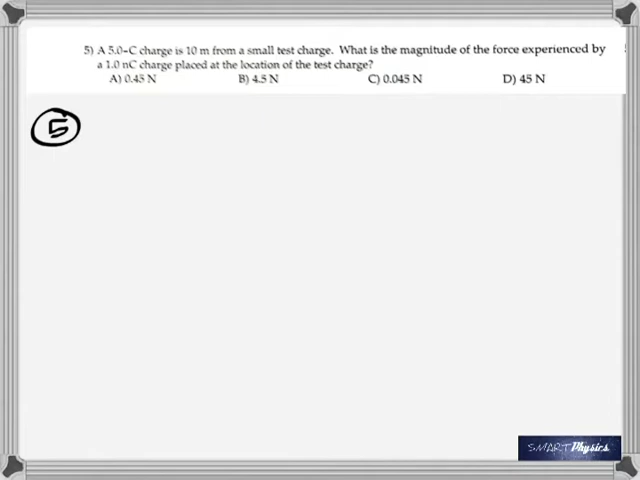 5) A 5.0-C charge is 10 m from a small test charge. What is the magnitude of the force experienced by
a 1.0 nC charge placed at the location of the test charge?
A) 0.45 N B) 4.5 N C) 0.045 N D) 45 N
5
SMART Physics